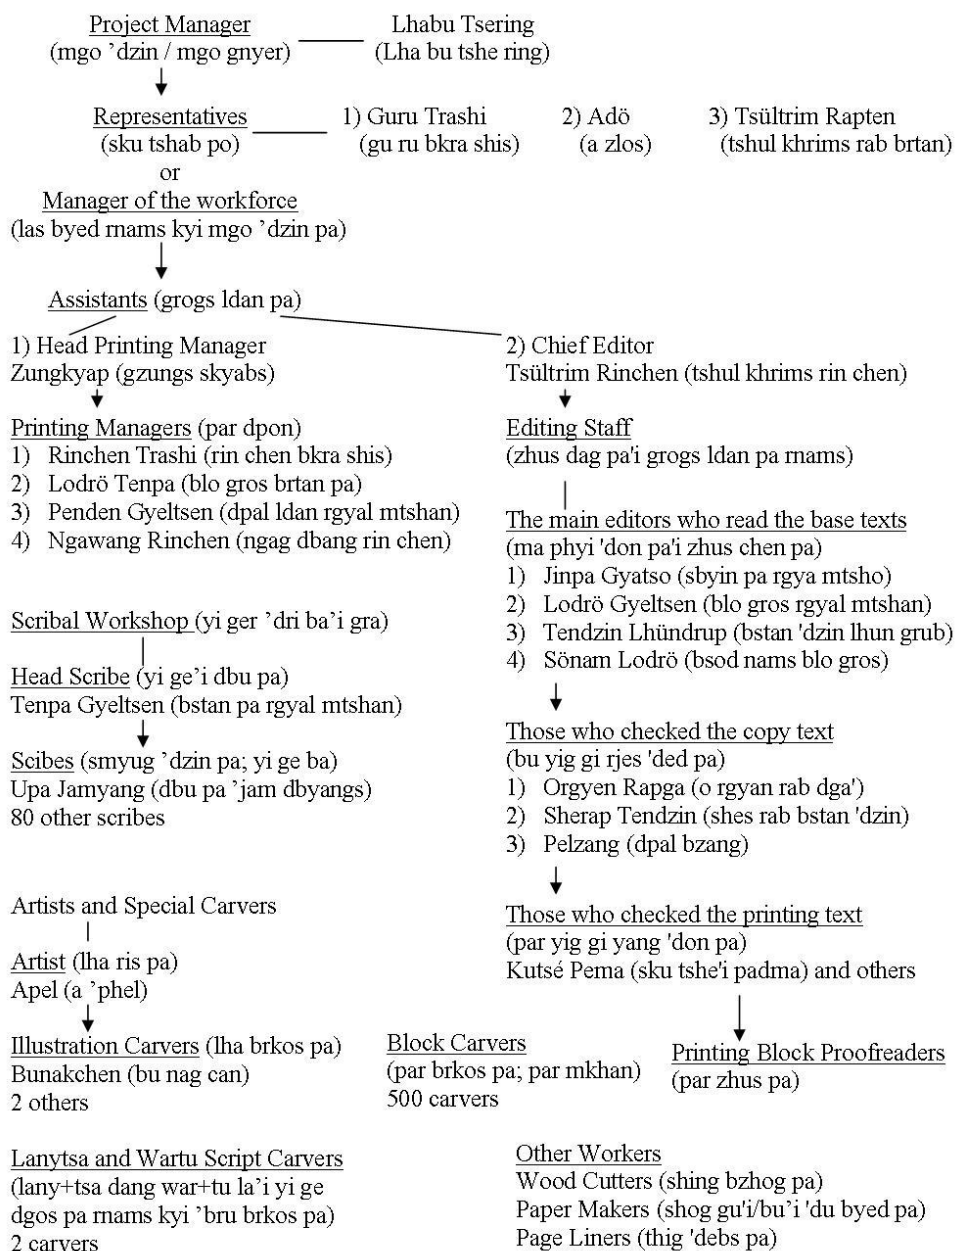 Project Manager
(mgo ’dzin / mgo gnyer)
Lhabu Tsering
(Lha bu tshe ring)
Representatives
(sku tshab po)
1) Guru Trashi
(gu ru bkra shis)
2) Adö
(a zlos)
3) Tsültrim Rapten
(tshul khrims rab brtan)
or
Manager of the workforce
(las byed rnams kyi mgo ’dzin pa)
Assistants (grogs ldan pa)
1) Head Printing Manager
Zungkyap (gzungs skyabs)
Printing Managers (par dpon)
1) Rinchen Trashi (rin chen bkra shis)
2) Lodrö Tenpa (blo gros brtan pa)
3) Penden Gyeltsen (dpal ldan rgyal mtshan)
4) Ngawang Rinchen (ngag dbang rin chen)
Scribal Workshop (yi ger ’dri ba’i gra)
Head Scribe (yi ge’i dbu pa)
Tenpa Gyeltsen (bstan pa rgyal mtshan)
Scibes (smyug ’dzin pa; yi ge ba)
Upa Jamyang (dbu pa ’jam dbyangs)
80 other scribes
2) Chief Editor
Tsültrim Rinchen (tshul khrims rin chen)
Editing Staff
(zhus dag pa'i grogs ldan pa rnams)
The main editors who read the base texts
(ma phyi 'don pa'i zhus chen pa)
1) Jinpa Gyatso (sbyin pa rgya mtsho)
2) Lodrö Gyeltsen (blo gros rgyal mtshan)
3) Tendzin Lhündrup (bstan 'dzin lhun grub)
4) Sönam Lodrö (bsod nams blo gros)
Those who checked the copy text
(bu yig gi rjes 'ded pa)
1) Orgyen Rapga (o rgyan rab dga')
2) Sherap Tendzin (shes rab bstan 'dzin)
3) Pelzang (dpal bzang)
Those who checked the printing text
(par yig gi yang 'don pa)
Kutsé Pema (sku tshe'i padma) and others
Artists and Special Carvers
Artist (lha ris pa)
Apel (a ’phel)
Illustration Carvers (lha brkos pa)
Bunakchen (bu nag can)
2 others
Block Carvers
(par brkos pa; par mkhan)
500 carvers
Printing Block Proofreaders
(par zhus pa)
Lanytsa and Wartu Script Carvers
(lany+tsa dang war+tu la’i yi ge
dgos pa rnams kyi ’bru brkos pa)
2 carvers
Other Workers
Wood Cutters (shing bzhog pa)
Paper Makers (shog gu'i/bu’i 'du byed pa)
Page Liners (thig 'debs pa)